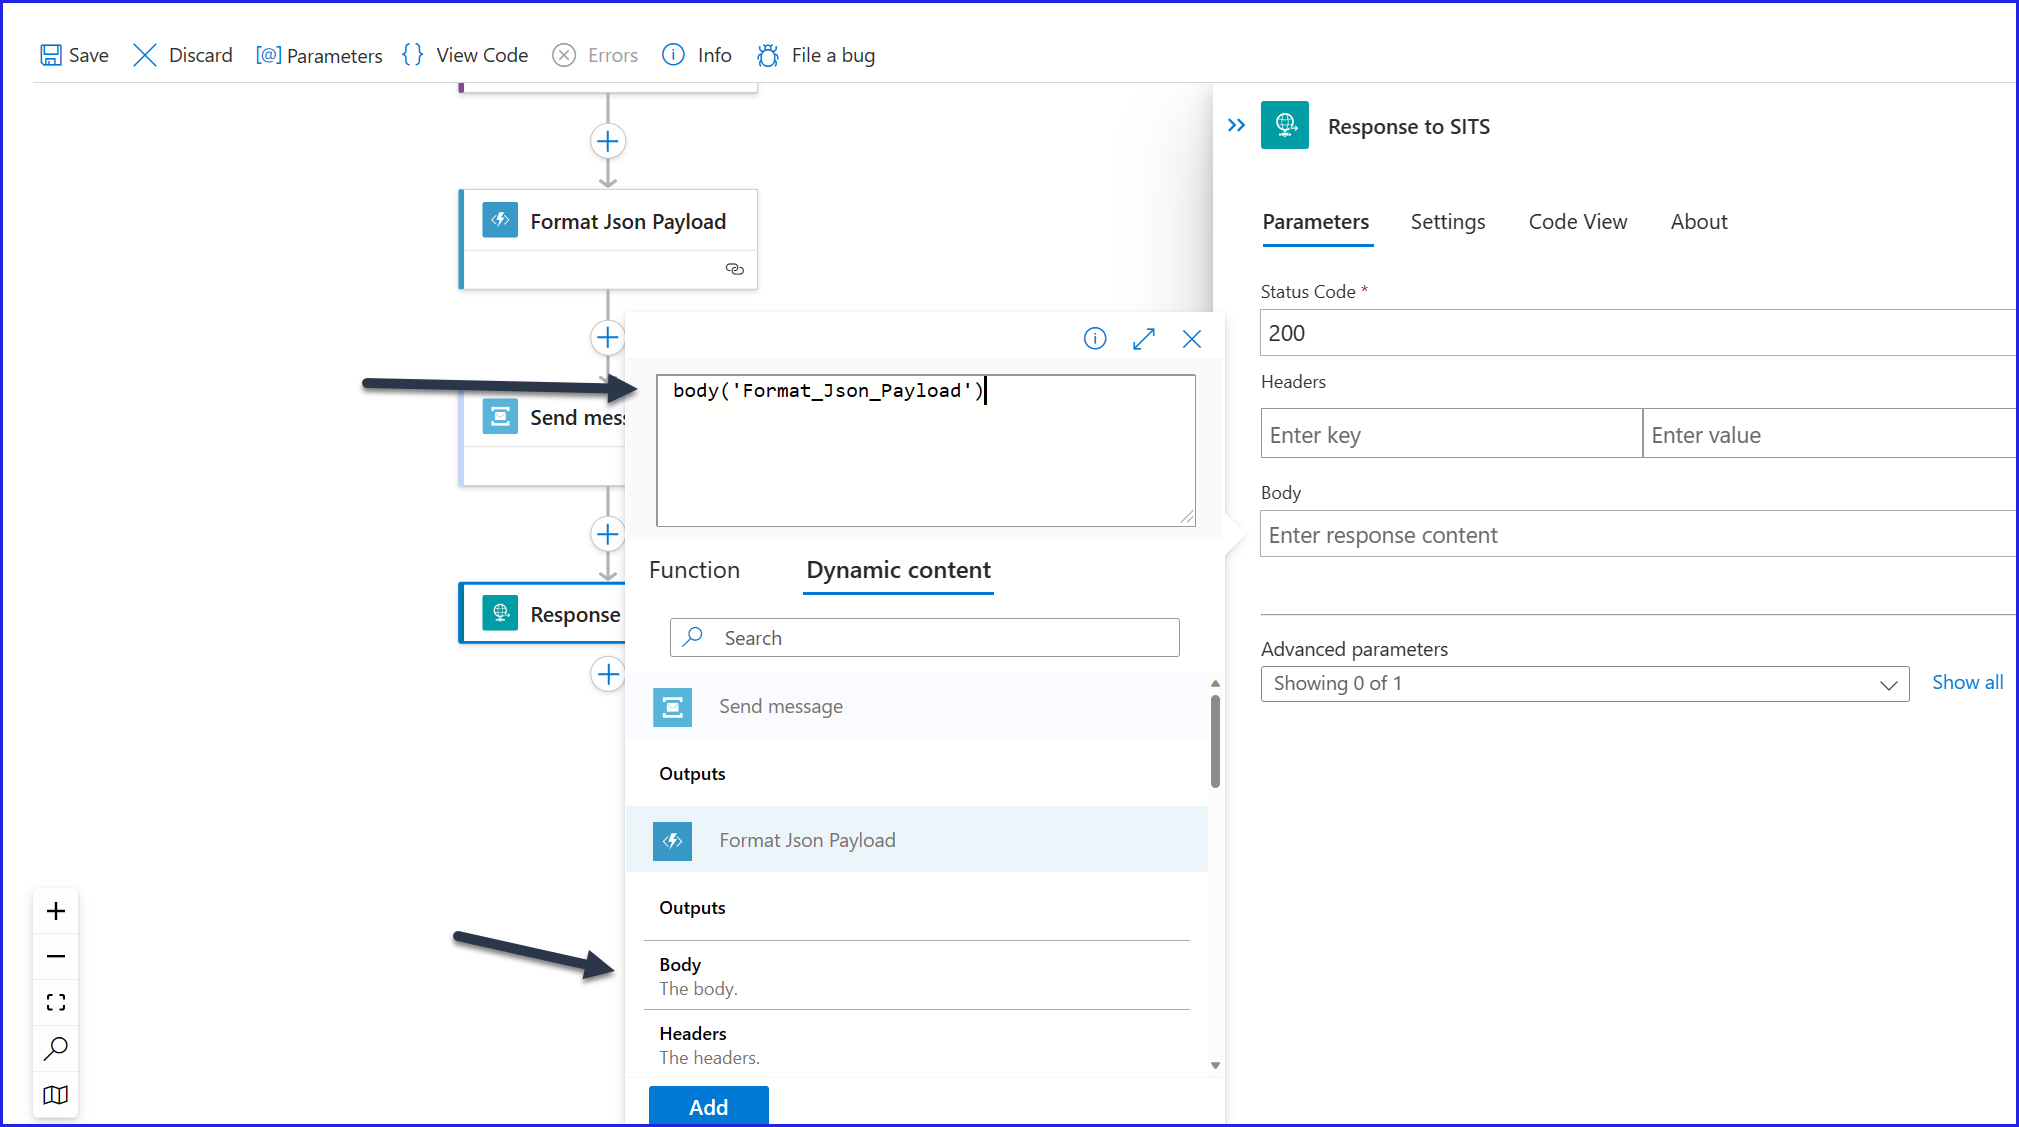 Save Discard [@] Parameters {} View Code Errors Info File a bug
Format Json Payload
Send mess
Response
body('Format_Json_Payload')
Function Dynamic content
Search
Send message
Outputs
Format Json Payload
Outputs
Body
The body.
Headers
The headers.
Add
Response to SITS
Parameters Settings Code View About
Status Code *
200
Headers
Enter key Enter value
Body
Enter response content
Advanced parameters
Showing 0 of 1 Show all